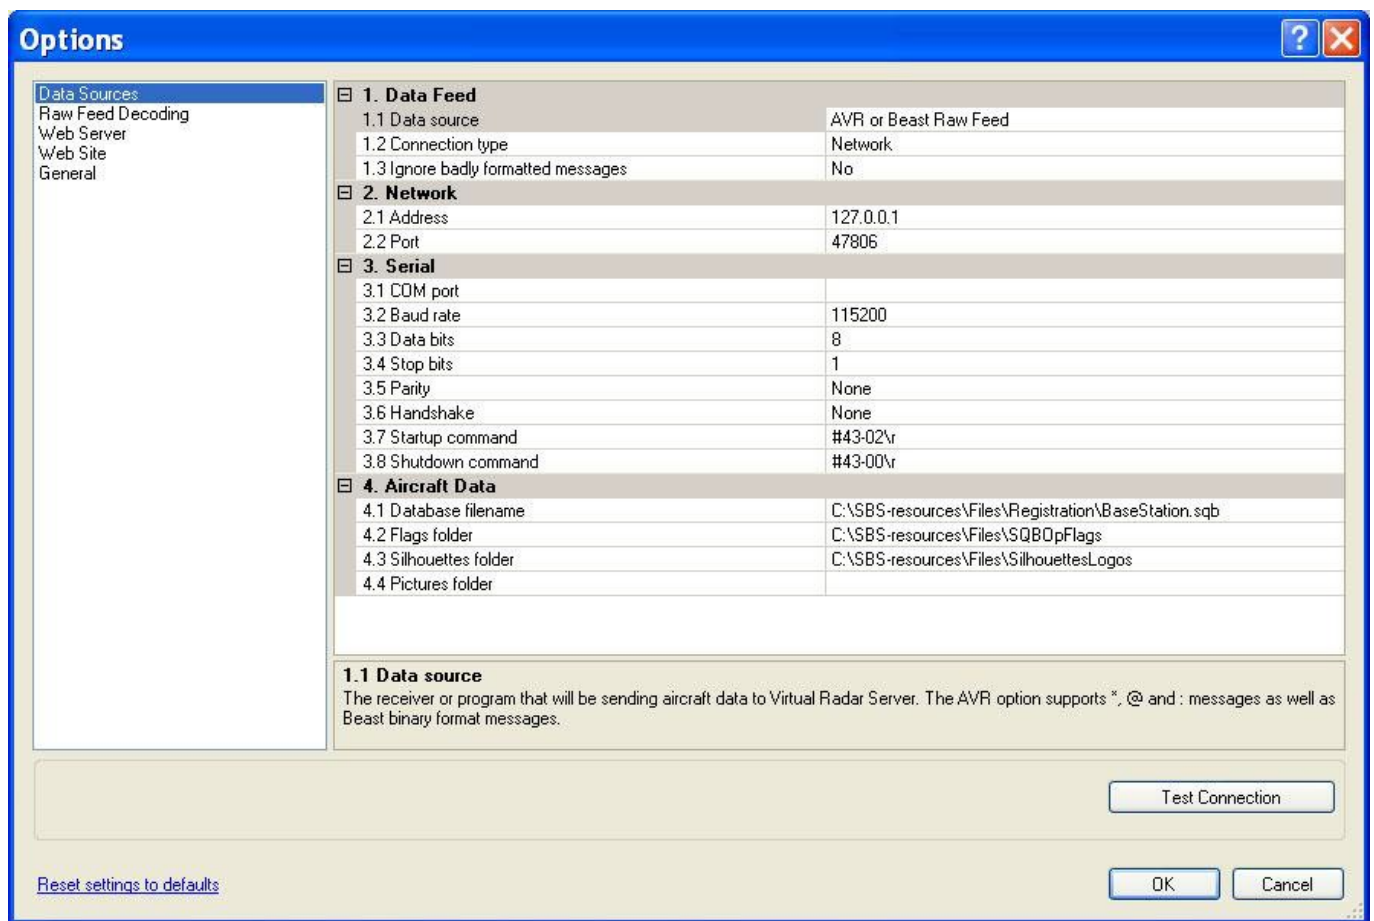 Options
Data Sources
Raw Feed Decoding
Web Server
Web Site
General
1. Data Feed
1.1 Data source AVR or Beast Raw Feed
1.2 Connection type Network
1.3 Ignore badly formatted messages No
2. Network
2.1 Address 127.0.0.1
2.2 Port 47806
3. Serial
3.1 COM port
3.2 Baud rate 115200
3.3 Data bits 8
3.4 Stop bits 1
3.5 Parity None
3.6 Handshake None
3.7 Startup command #43-02\r
3.8 Shutdown command #43-00\r
4. Aircraft Data
4.1 Database filename C:\SBS-resources\Files\Registration\BaseStation.sqb
4.2 Flags folder C:\SBS-resources\Files\SQBOpFlags
4.3 Silhouettes folder C:\SBS-resources\Files\SilhouettesLogos
4.4 Pictures folder
1.1 Data source
The receiver or program that will be sending aircraft data to Virtual Radar Server. The AVR option supports *, @ and : messages as well as
Beast binary format messages.
Test Connection
Reset settings to defaults
OK
Cancel